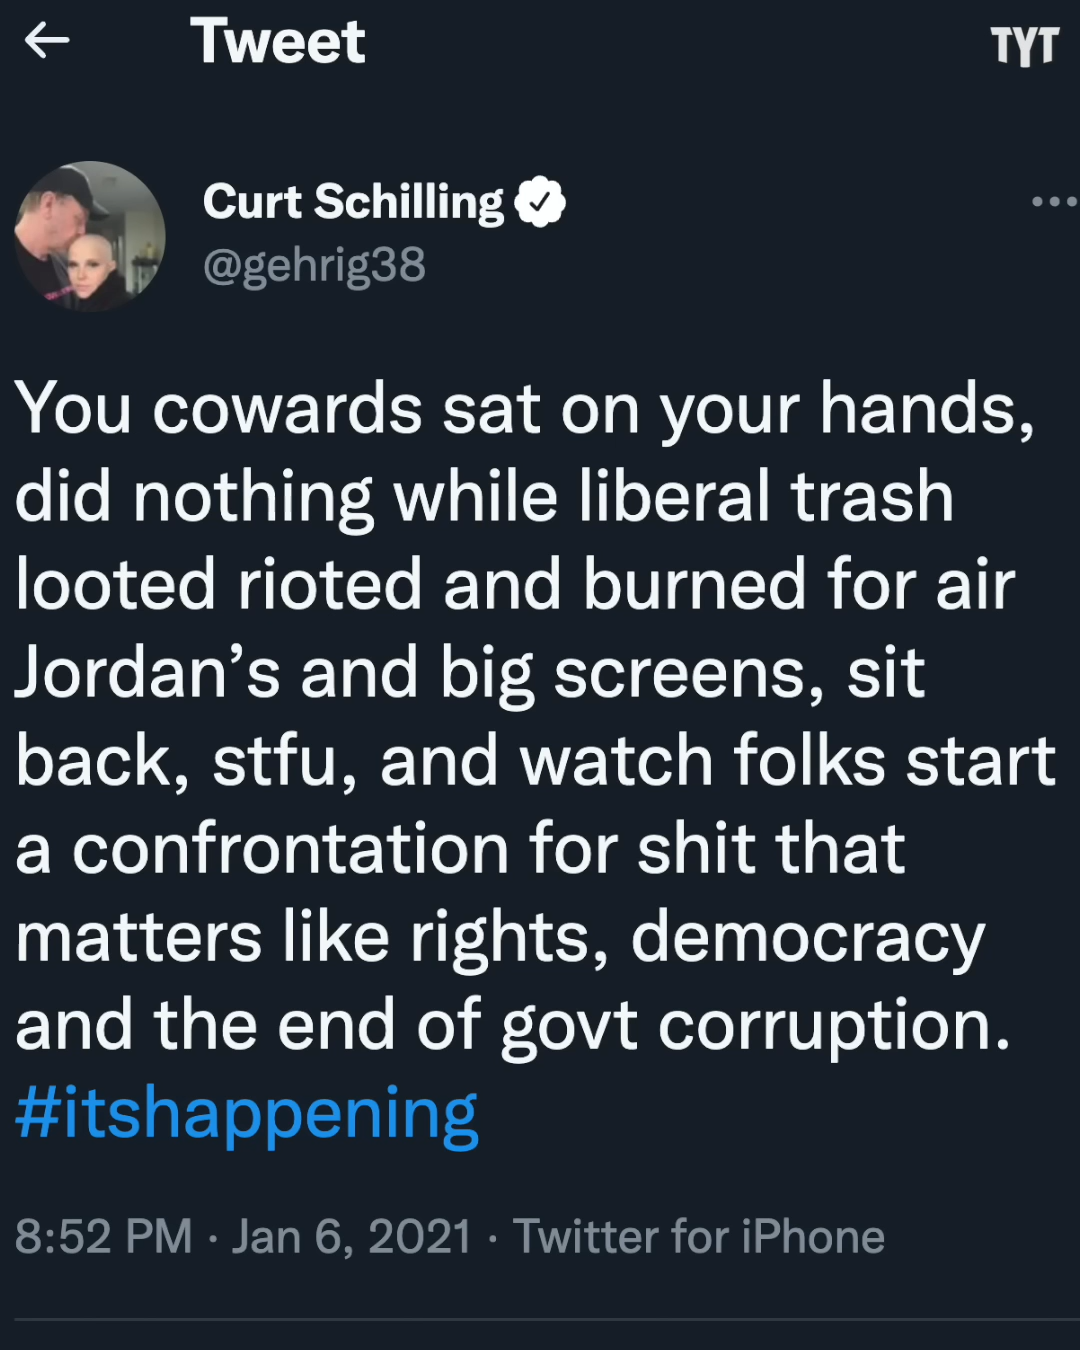 Tweet
TYT
Curt Schilling
@gehrig38
You cowards sat on your hands,
did nothing while liberal trash
looted rioted and burned for air
Jordan’s and big screens, sit
back, stfu, and watch folks start
a confrontation for shit that
matters like rights, democracy
and the end of govt corruption.
#itshappening
8:52 PM · Jan 6, 2021 · Twitter for iPhone